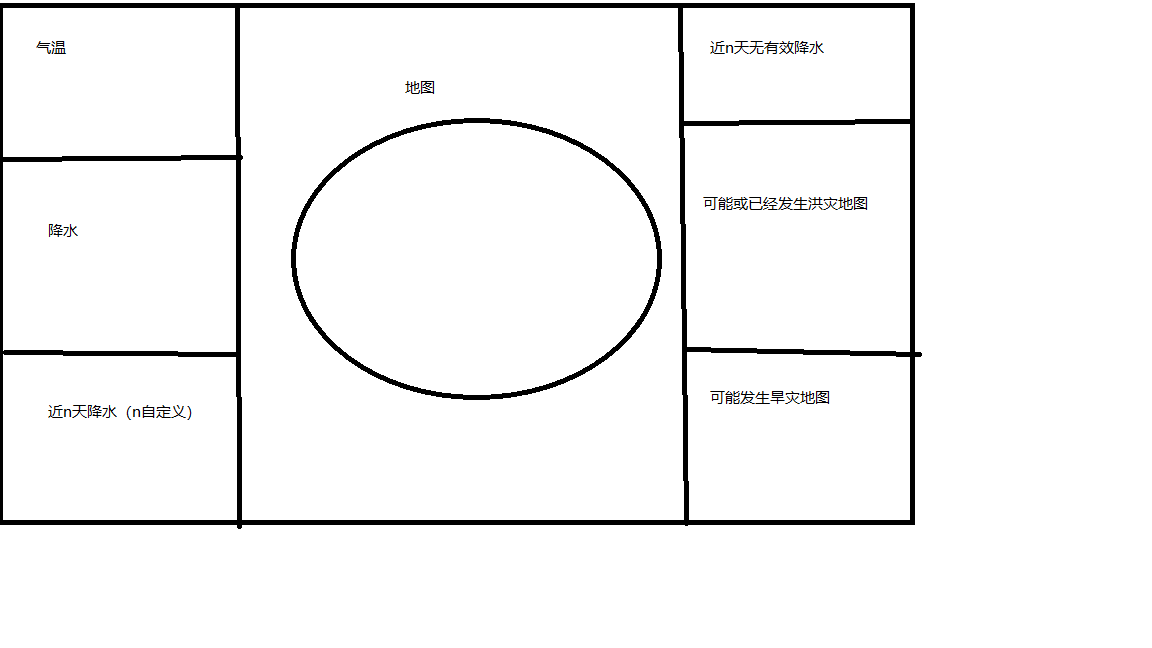 气温
降水
近n天降水（n自定义）
地图
近n天无有效降水
可能或已经发生洪灾地图
可能发生旱灾地图